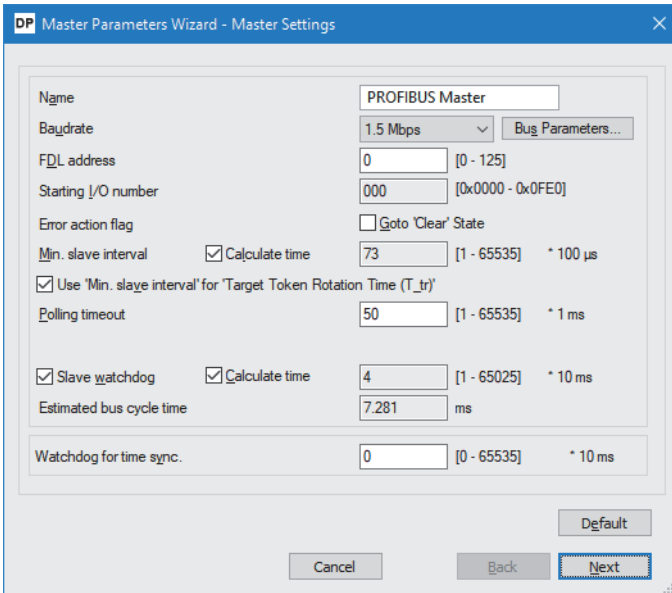 DP Master Parameters Wizard - Master Settings
Name PROFIBUS Master
Baudrate 1.5 Mbps Bus Parameters...
FDL address 0 [0 - 125]
Starting I/O number 000 [0x0000 - 0x0FE0]
Error action flag Goto 'Clear' State
Min. slave interval Calculate time 73 [1 - 65535] * 100 µs
Use 'Min. slave interval' for 'Target Token Rotation Time (T_tr)'
Polling timeout 50 [1 - 65535] * 1 ms
Slave watchdog Calculate time 4 [1 - 65025] * 10 ms
Estimated bus cycle time 7.281 ms
Watchdog for time sync. 0 [0 - 65535] * 10 ms
Default
Cancel Back Next